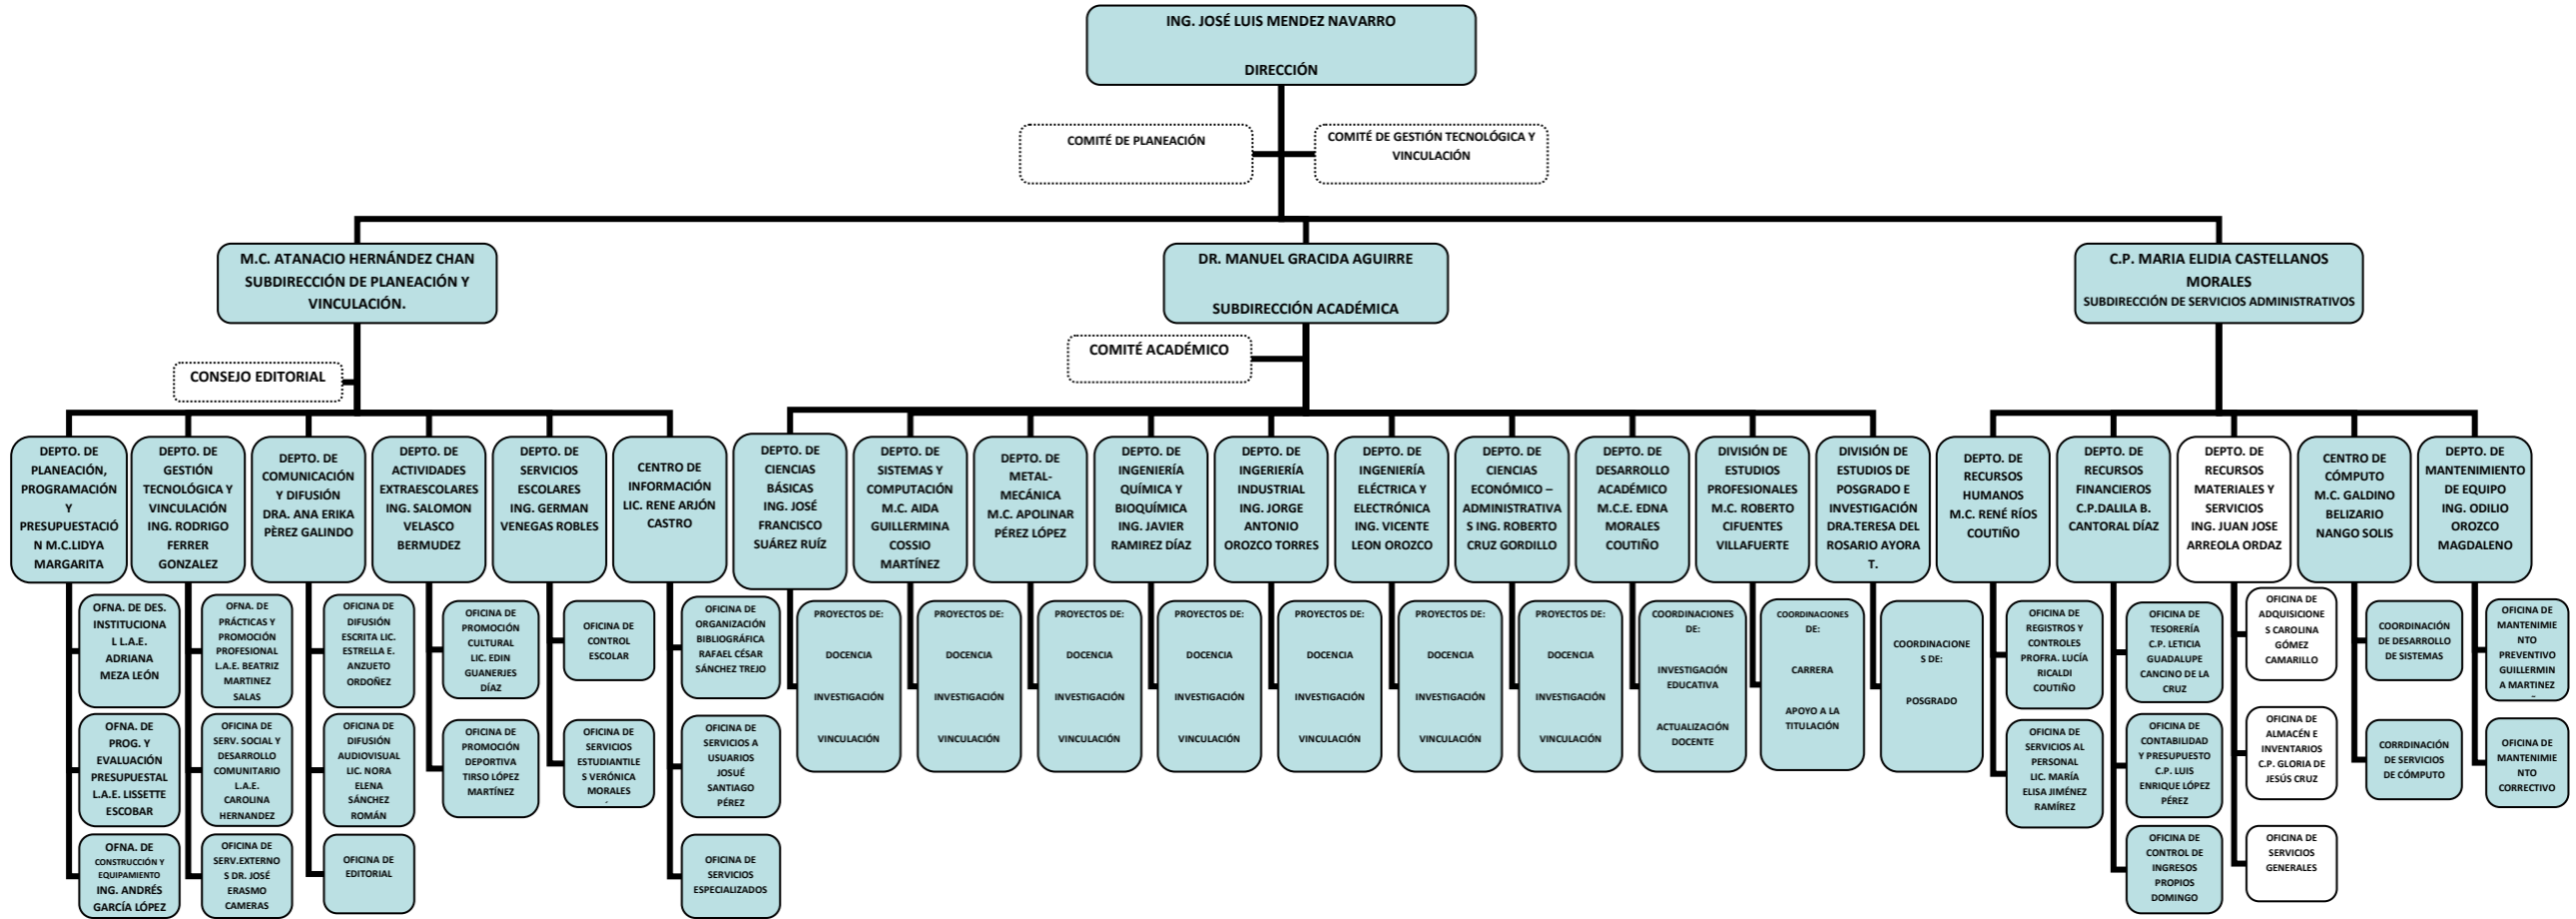 ING. JOSÉ LUIS MENDEZ NAVARRO
DIRECCIÓN
COMITÉ DE PLANEACIÓN
COMITÉ DE GESTIÓN TECNOLÓGICA Y
VINCULACIÓN
M.C. ATANACIO HERNÁNDEZ CHAN
SUBDIRECCIÓN DE PLANEACIÓN Y
VINCULACIÓN.
DR. MANUEL GRACIDA AGUIRRE
SUBDIRECCIÓN ACADÉMICA
C.P. MARIA ELIDIA CASTELLANOS
MORALES
SUBDIRECCIÓN DE SERVICIOS ADMINISTRATIVOS
CONSEJO EDITORIAL
COMITÉ ACADÉMICO
DEPTO. DE
PLANEACIÓN,
PROGRAMACIÓN
Y
PRESUPUESTACIÓ
N M.C.LIDYA
MARGARITA
DEPTO. DE
GESTIÓN
TECNOLÓGICA Y
VINCULACIÓN
ING. RODRIGO
FERRER
GONZALEZ
DEPTO. DE
COMUNICACIÓN
Y DIFUSIÓN
DRA. ANA ERIKA
PÈREZ GALINDO
DEPTO. DE
ACTIVIDADES
EXTRAESCOLARES
ING. SALOMON
VELASCO
BERMUDEZ
DEPTO. DE
SERVICIOS
ESCOLARES
ING. GERMAN
VENEGAS ROBLES
CENTRO DE
INFORMACIÓN
LIC. RENE ARJÓN
CASTRO
DEPTO. DE
CIENCIAS
BÁSICAS
ING. JOSÉ
FRANCISCO
SUÁREZ RUÍZ
DEPTO. DE
SISTEMAS Y
COMPUTACIÓN
M.C. AIDA
GUILLERMINA
COSSIO
MARTÍNEZ
DEPTO. DE
METAL-
MECÁNICA
M.C. APOLINAR
PÉREZ LÓPEZ
DEPTO. DE
INGENIERÍA
QUÍMICA Y
BIOQUÍMICA
ING. JAVIER
RAMIREZ DÍAZ
DEPTO. DE
INGERIERÍA
INDUSTRIAL
ING. JORGE
ANTONIO
OROZCO TORRES
DEPTO. DE
INGENIERÍA
ELÉCTRICA Y
ELECTRÓNICA
ING. VICENTE
LEON OROZCO
DEPTO. DE
CIENCIAS
ECONÓMICO –
ADMINISTRATIVA
S ING. ROBERTO
CRUZ GORDILLO
DEPTO. DE
DESARROLLO
ACADÉMICO
M.C.E. EDNA
MORALES
COUTIÑO
DIVISIÓN DE
ESTUDIOS
PROFESIONALES
M.C. ROBERTO
CIFUENTES
VILLAFUERTE
DIVISIÓN DE
ESTUDIOS DE
POSGRADO E
INVESTIGACIÓN
DRA.TERESA DEL
ROSARIO AYORA
T.
DEPTO. DE
RECURSOS
HUMANOS
M.C. RENÉ RÍOS
COUTIÑO
DEPTO. DE
RECURSOS
FINANCIEROS
C.P.DALILA B.
CANTORAL DÍAZ
DEPTO. DE
RECURSOS
MATERIALES Y
SERVICIOS
ING. JUAN JOSE
ARREOLA ORDAZ
CENTRO DE
CÓMPUTO
M.C. GALDINO
BELIZARIO
NANGO SOLIS
DEPTO. DE
MANTENIMIENTO
DE EQUIPO
ING. ODILIO
OROZCO
MAGDALENO
OFNA. DE DES.
INSTITUCIONA
L L.A.E.
ADRIANA
MEZA LEÓN
OFNA. DE
PRÁCTICAS Y
PROMOCIÓN
PROFESIONAL
L.A.E. BEATRIZ
MARTINEZ
SALAS
OFICINA DE
DIFUSIÓN
ESCRITA LIC.
ESTRELLA E.
ANZUETO
ORDOÑEZ
OFICINA DE
PROMOCIÓN
CULTURAL
LIC. EDIN
GUANERJES
DÍAZ
OFICINA DE
CONTROL
ESCOLAR
OFICINA DE
ORGANIZACIÓN
BIBLIOGRÁFICA
RAFAEL CÉSAR
SÁNCHEZ TREJO
PROYECTOS DE:
DOCENCIA
INVESTIGACIÓN
VINCULACIÓN
PROYECTOS DE:
DOCENCIA
INVESTIGACIÓN
VINCULACIÓN
PROYECTOS DE:
DOCENCIA
INVESTIGACIÓN
VINCULACIÓN
PROYECTOS DE:
DOCENCIA
INVESTIGACIÓN
VINCULACIÓN
PROYECTOS DE:
DOCENCIA
INVESTIGACIÓN
VINCULACIÓN
PROYECTOS DE:
DOCENCIA
INVESTIGACIÓN
VINCULACIÓN
PROYECTOS DE:
DOCENCIA
INVESTIGACIÓN
VINCULACIÓN
COORDINACIONES
DE:
INVESTIGACIÓN
EDUCATIVA
ACTUALIZACIÓN
DOCENTE
COORDINACIONES
DE:
CARRERA
APOYO A LA
TITULACIÓN
COORDINACIONE
S DE:
POSGRADO
OFICINA DE
REGISTROS Y
CONTROLES
PROFRA. LUCÍA
RICALDI
COUTIÑO
OFICINA DE
TESORERÍA
C.P. LETICIA
GUADALUPE
CANCINO DE LA
CRUZ
OFICINA DE
ADQUISICIONE
S CAROLINA
GÓMEZ
CAMARILLO
COORDINACIÓN
DE DESARROLLO
DE SISTEMAS
OFICINA DE
MANTENIMIE
NTO
PREVENTIVO
GUILLERMIN
A MARTINEZ
OFNA. DE
PROG. Y
EVALUACIÓN
PRESUPUESTAL
L.A.E. LISSETTE
ESCOBAR
OFICINA DE
SERV. SOCIAL Y
DESARROLLO
COMUNITARIO
L.A.E.
CAROLINA
HERNANDEZ
OFICINA DE
DIFUSIÓN
AUDIOVISUAL
LIC. NORA
ELENA
SÁNCHEZ
ROMÁN
OFICINA DE
PROMOCIÓN
DEPORTIVA
TIRSO LÓPEZ
MARTÍNEZ
OFICINA DE
SERVICIOS
ESTUDIANTILE
S VERÓNICA
MORALES
OFICINA DE
SERVICIOS A
USUARIOS
JOSUÉ
SANTIAGO
PÉREZ
OFICINA DE
SERVICIOS AL
PERSONAL
LIC. MARÍA
ELISA JIMÉNEZ
RAMÍREZ
OFICINA DE
CONTABILIDAD
Y PRESUPUESTO
C.P. LUIS
ENRIQUE LÓPEZ
PÉREZ
OFICINA DE
ALMACÉN E
INVENTARIOS
C.P. GLORIA DE
JESÚS CRUZ
CORRDINACIÓN
DE SERVICIOS
DE CÓMPUTO
OFICINA DE
MANTENIMIE
NTO
CORRECTIVO
OFNA. DE
CONSTRUCCIÓN Y
EQUIPAMIENTO
ING. ANDRÉS
GARCÍA LÓPEZ
OFICINA DE
SERV.EXTERNO
S DR. JOSÉ
ERASMO
CAMERAS
OFICINA DE
EDITORIAL
OFICINA DE
SERVICIOS
ESPECIALIZADOS
OFICINA DE
CONTROL DE
INGRESOS
PROPIOS
DOMINGO
OFICINA DE
SERVICIOS
GENERALES